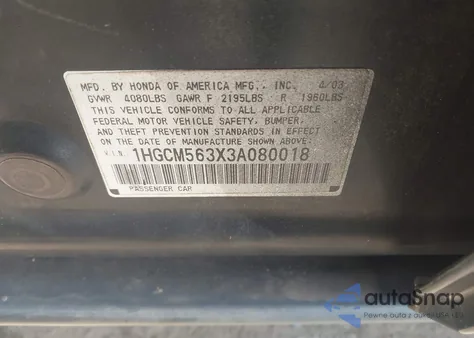 MFD. BY HONDA OF AMERICA MFG., INC. 4/03
GVWR 4080LBS GAWR F 2195LBS R 1960LBS
THIS VEHICLE CONFORMS TO ALL APPLICABLE
FEDERAL MOTOR VEHICLE SAFETY, BUMPER,
AND THEFT PREVENTION STANDARDS IN EFFECT
ON THE DATE OF MANUFACTURE SHOWN ABOVE.
V.I.N. 1HGCM563X3A080018
PASSENGER CAR
autoSnap
Pewne auta z